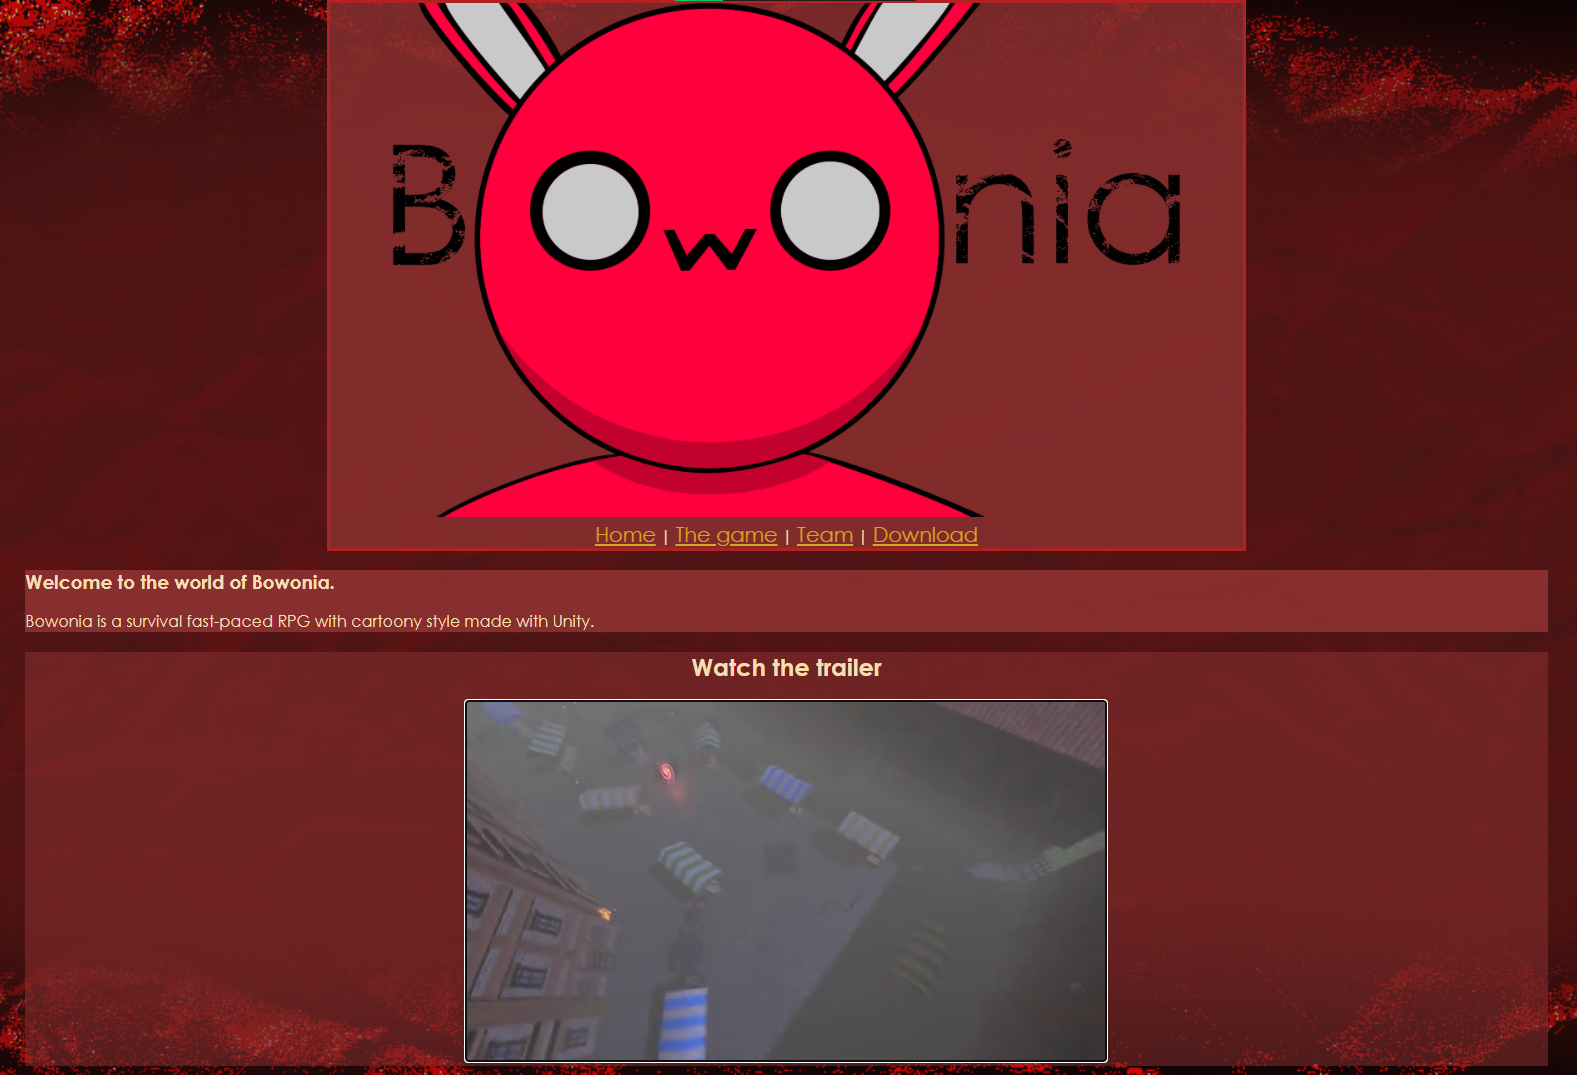 Bowonia
Home | The game | Team | Download
Welcome to the world of Bowonia.
Bowonia is a survival fast-paced RPG with cartoony style made with Unity.
Watch the trailer